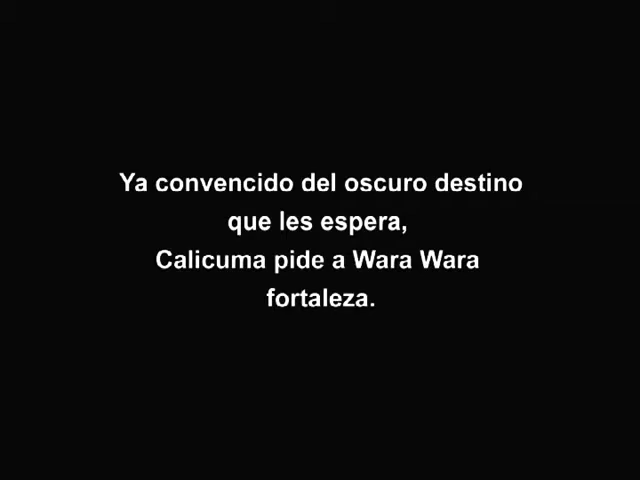 Ya convencido del oscuro destino
que les espera,
Calicuma pide a Wara Wara
fortaleza.